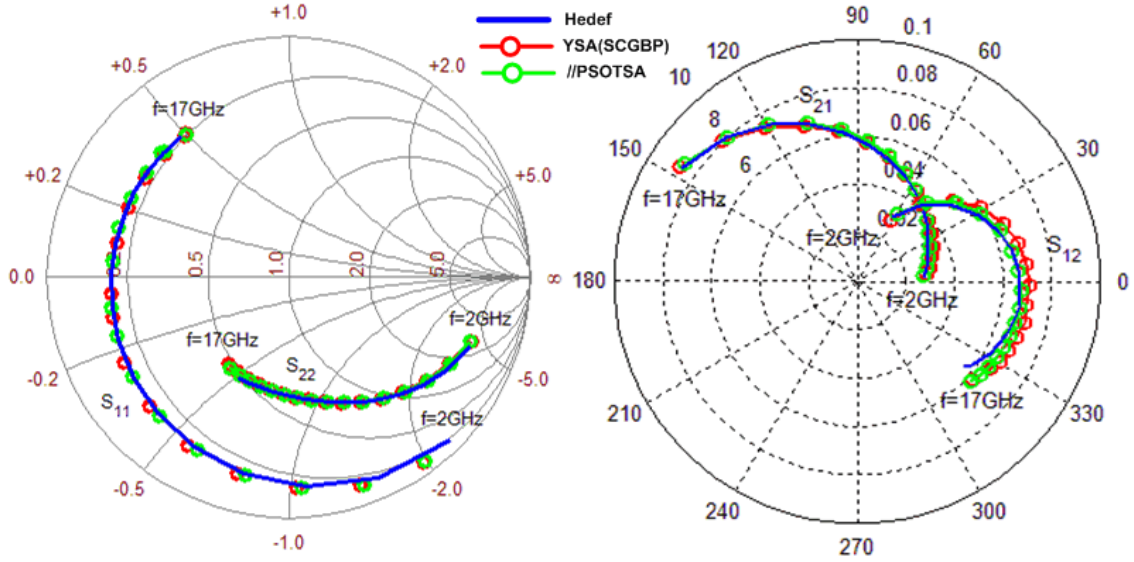 Hedef
YSA(SCGBP)
//PSOTSA
+1.0
+0.5
+2.0
f=17GHz
+0.2
+5.0
0.0
0.5
1.0
2.0
5.0
∞
f=2GHz
f=17GHz
S22
-0.2
-5.0
S11
f=2GHz
-0.5
-2.0
-1.0
90
0.1
120
60
10
0.08
S21
8
0.06
150
30
6
0.04
f=17GHz
f=2GHz
S12
180
0
f=2GHz
f=17GHz
210
330
240
300
270